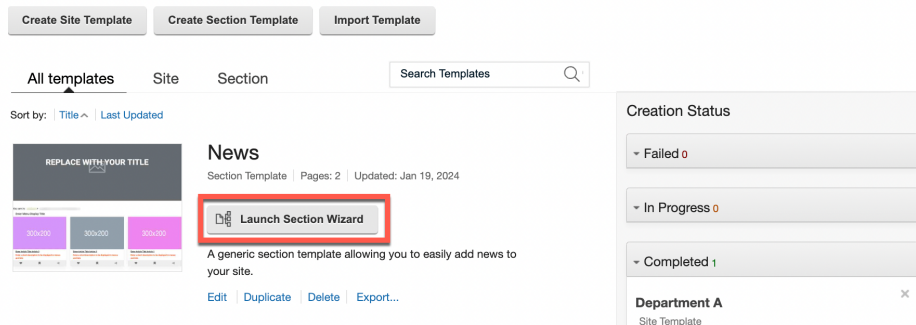 Create Site Template
Create Section Template
Import Template
All templates
Site
Section
Search Templates
Sort by: Title Last Updated
REPLACE WITH YOUR TITLE
300x200 300x200 300x200
News
Section Template Pages: 2 Updated: Jan 19, 2024
Launch Section Wizard
A generic section template allowing you to easily add news to
your site.
Edit Duplicate Delete Export...
Creation Status
Failed 0
In Progress 0
Completed 1
Department A
Site Template